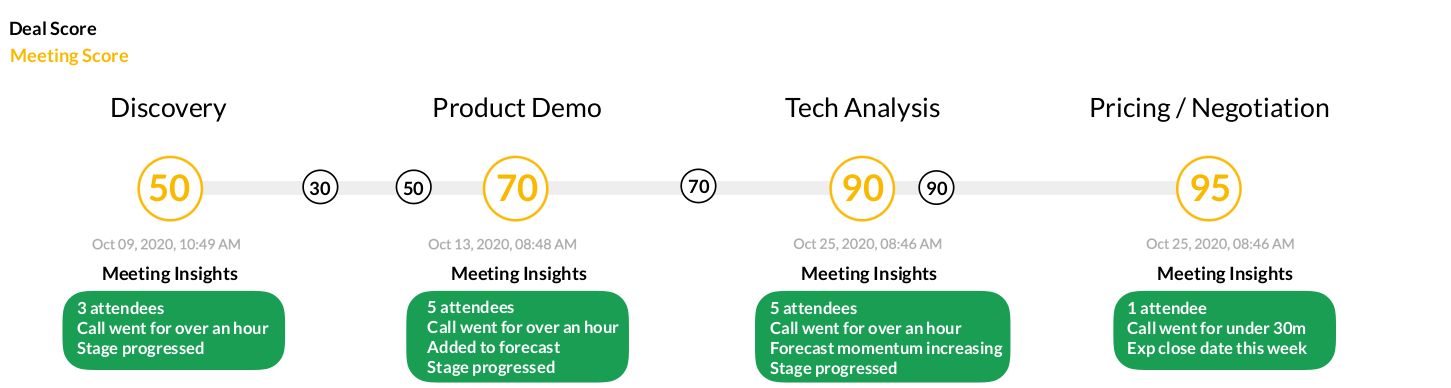 Deal Score
Meeting Score
Discovery
Product Demo
Tech Analysis
Pricing / Negotiation
50
30
50
70
70
90
90
95
Oct 09, 2020, 10:49 AM
Oct 13, 2020, 08:48 AM
Oct 25, 2020, 08:46 AM
Oct 25, 2020, 08:46 AM
Meeting Insights
3 attendees
Call went for over an hour
Stage progressed
Meeting Insights
5 attendees
Call went for over an hour
Added to forecast
Stage progressed
Meeting Insights
5 attendees
Call went for over an hour
Forecast momentum increasing
Stage progressed
Meeting Insights
1 attendee
Call went for under 30m
Exp close date this week